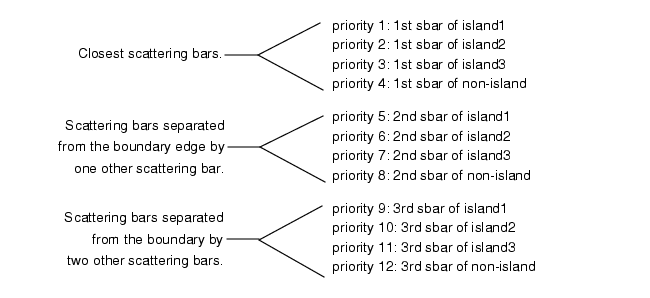 Closest scattering bars.
priority 1: 1st sbar of island1
priority 2: 1st sbar of island2
priority 3: 1st sbar of island3
priority 4: 1st sbar of non-island
Scattering bars separated
from the boundary edge by
one other scattering bar.
priority 5: 2nd sbar of island1
priority 6: 2nd sbar of island2
priority 7: 2nd sbar of island3
priority 8: 2nd sbar of non-island
Scattering bars separated
from the boundary by
two other scattering bars.
priority 9: 3rd sbar of island1
priority 10: 3rd sbar of island2
priority 11: 3rd sbar of island3
priority 12: 3rd sbar of non-island